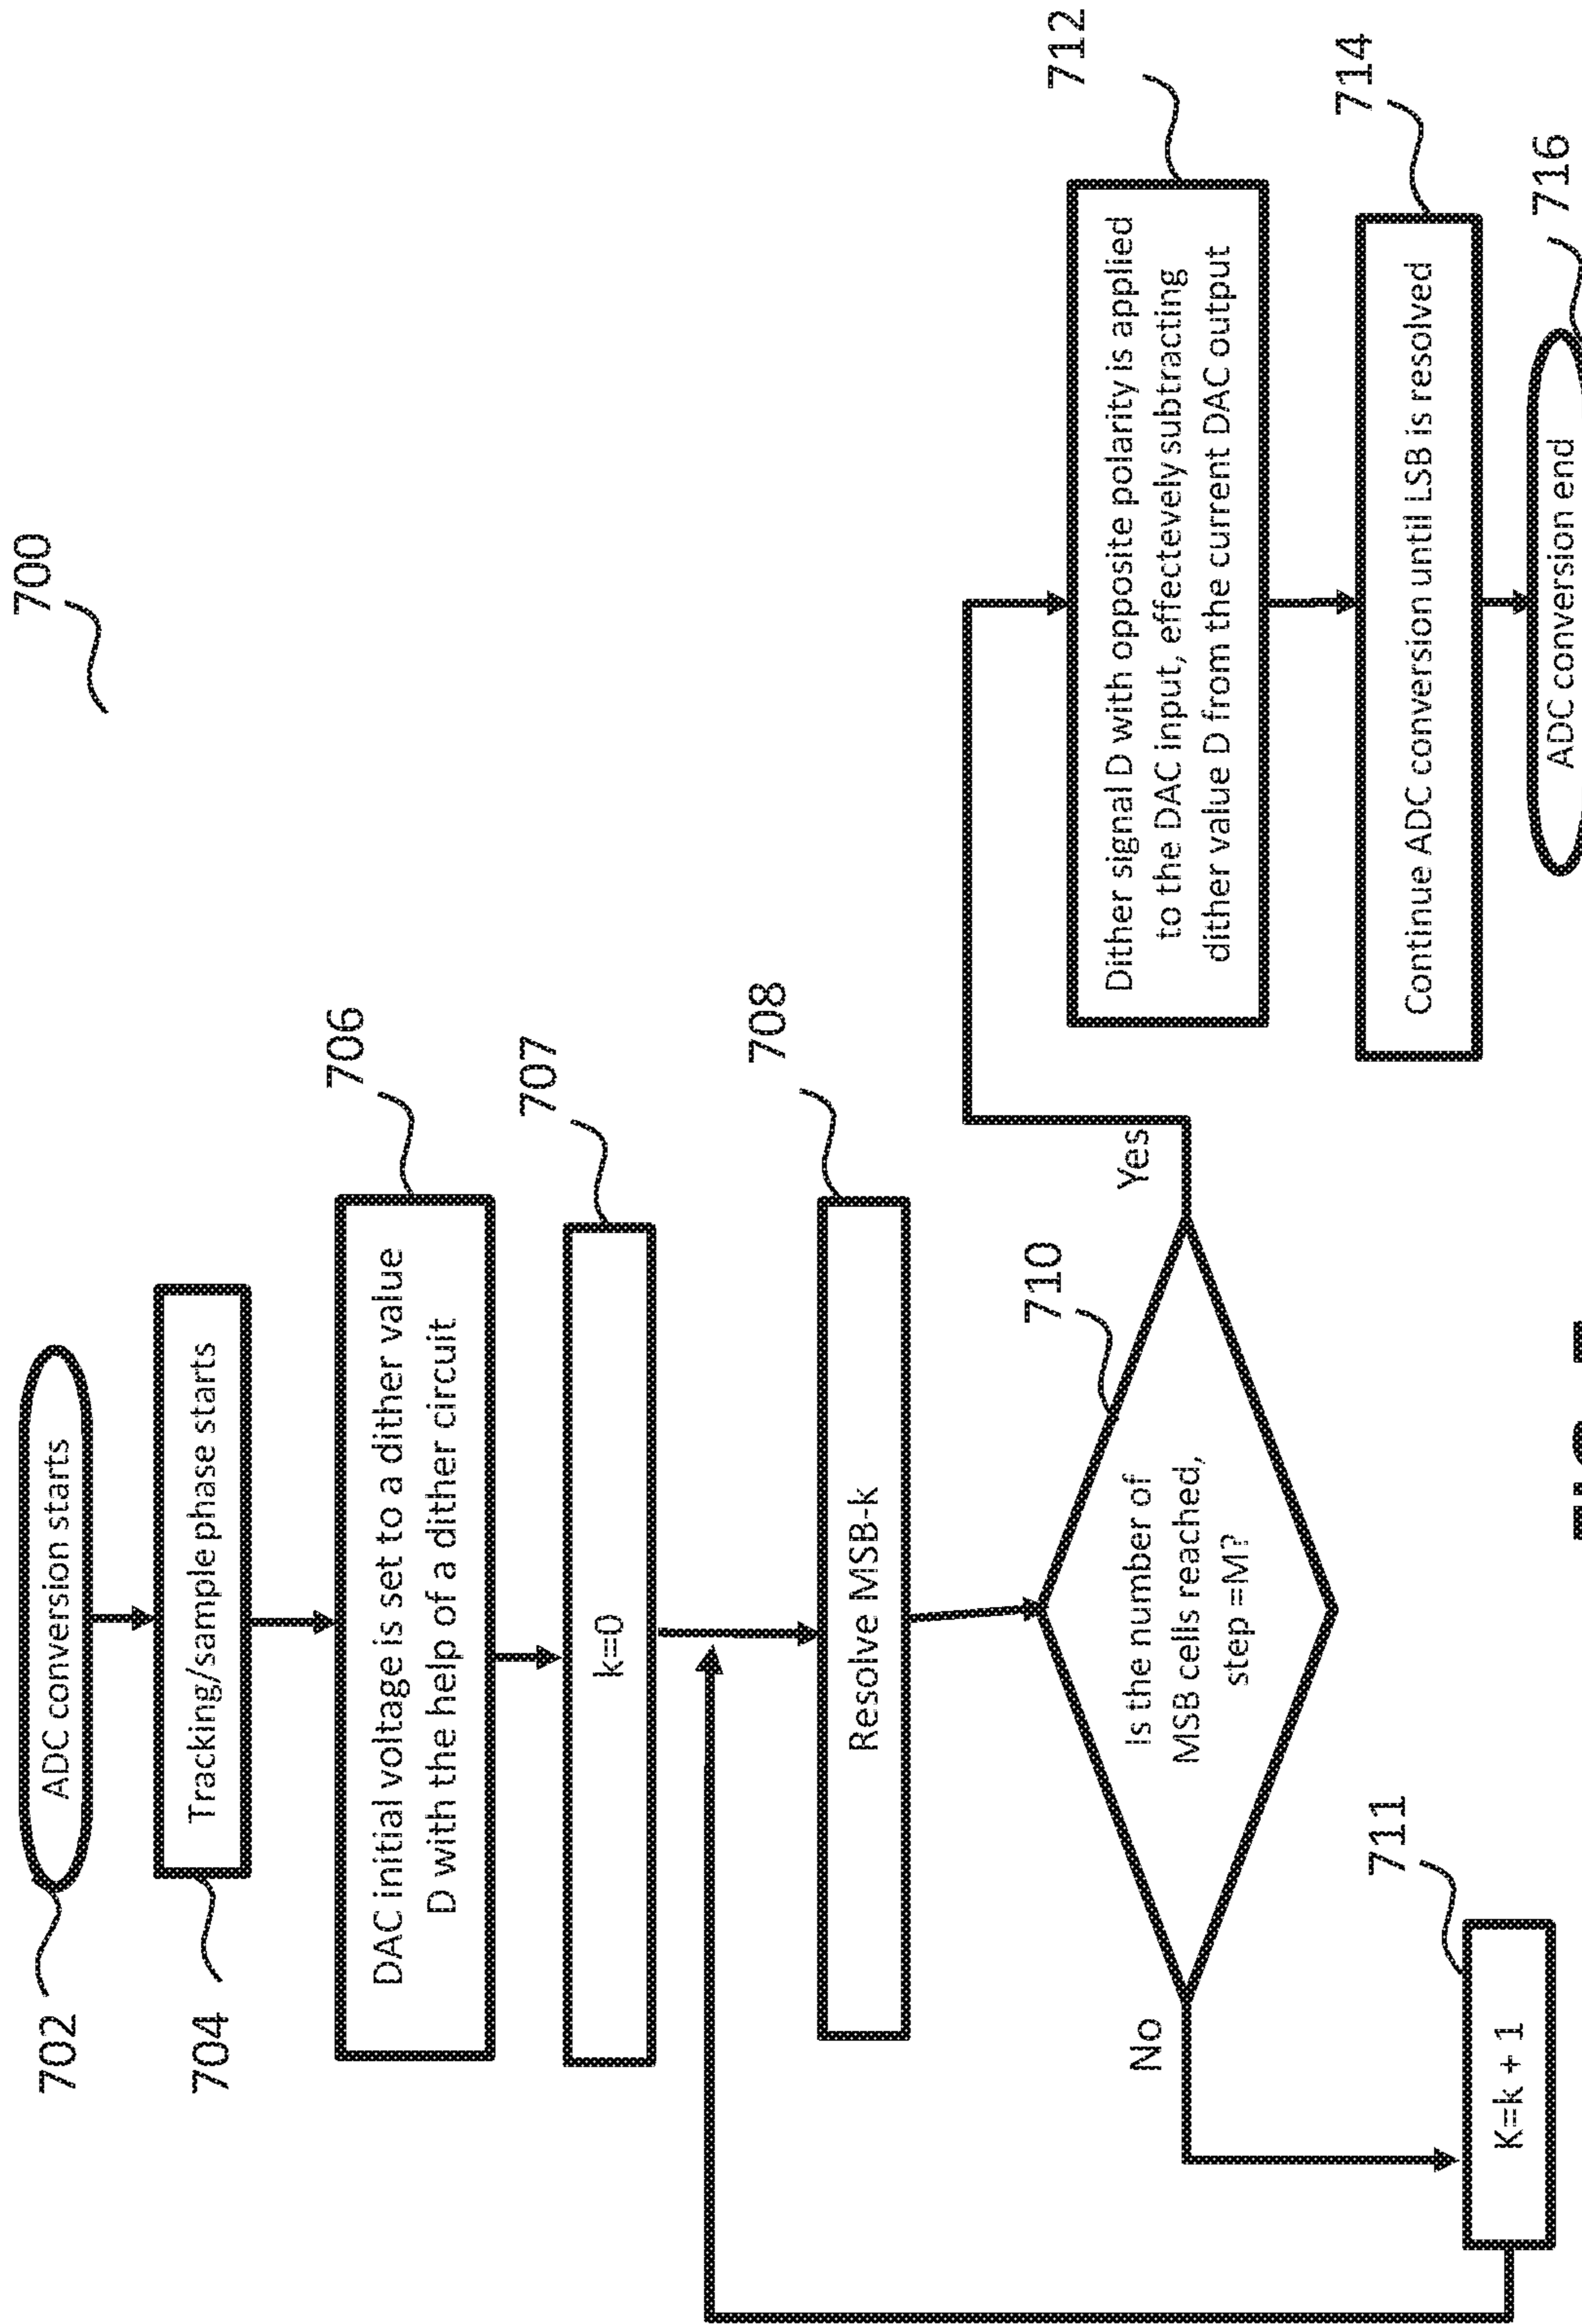 700
702
ADC conversion starts
704
Tracking/sample phase starts
706
DAC initial voltage is set to a dither value
D with the help of a dither circuit
707
k=0
708
Resolve MSB-k
710
Is the number of
MSB cells reached,
step =M?
No
Yes
711
K=k + 1
712
Dither signal D with opposite polarity is applied
to the DAC input, effectevely subtracting
dither value D from the current DAC output
714
Continue ADC conversion until LSB is resolved
716
ADC conversion end